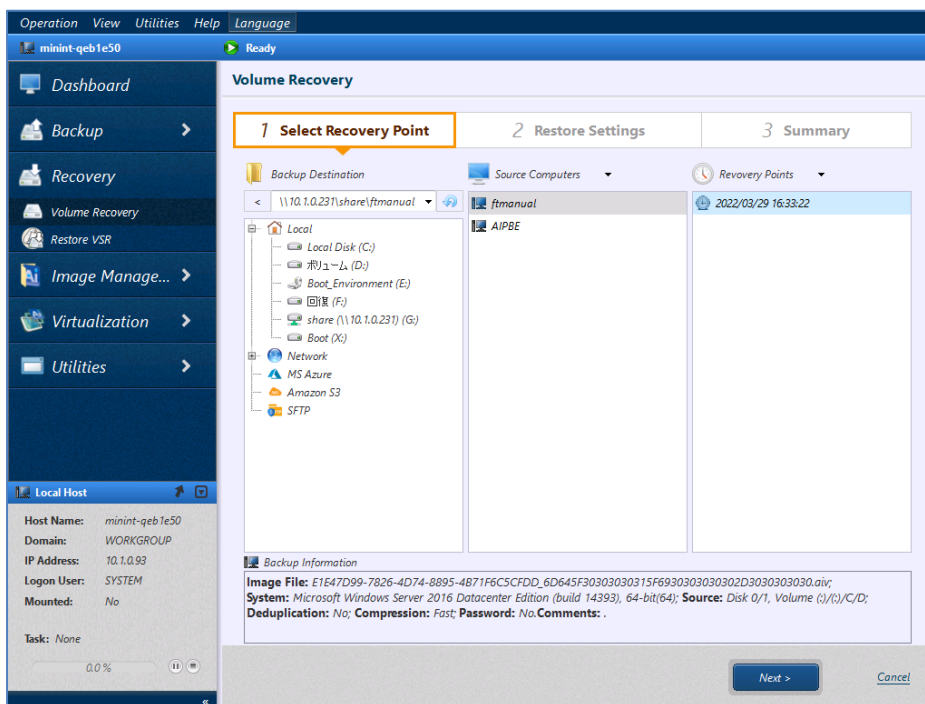 Operation View Utilities Help Language
minint-qeb1e50
Ready
Dashboard
Backup
Recovery
Volume Recovery
Restore VSR
Image Manage...
Virtualization
Utilities
Local Host
Host Name: minint-qeb1e50
Domain: WORKGROUP
IP Address: 10.1.0.93
Logon User: SYSTEM
Mounted: No
Task: None
0.0 %
«
Volume Recovery
1 Select Recovery Point
2 Restore Settings
3 Summary
Backup Destination
< \\10.1.0.231\share\ftmanual
Local
Local Disk (C:)
ボリューム (D:)
Boot_Environment (E:)
回復 (F:)
share (\\10.1.0.231) (G:)
Boot (X:)
Network
MS Azure
Amazon S3
SFTP
Source Computers
ftmanual
AIPBE
Revovery Points
2022/03/29 16:33:22
Backup Information
Image File: E1E47D99-7826-4D74-8895-4B71F6C5CFDD_6D645F30303030315F6930303030302D3030303030.aiv;
System: Microsoft Windows Server 2016 Datacenter Edition (build 14393), 64-bit(64); Source: Disk 0/1, Volume (:)/(:)/C/D;
Deduplication: No; Compression: Fast; Password: No.Comments: .
Next >
Cancel